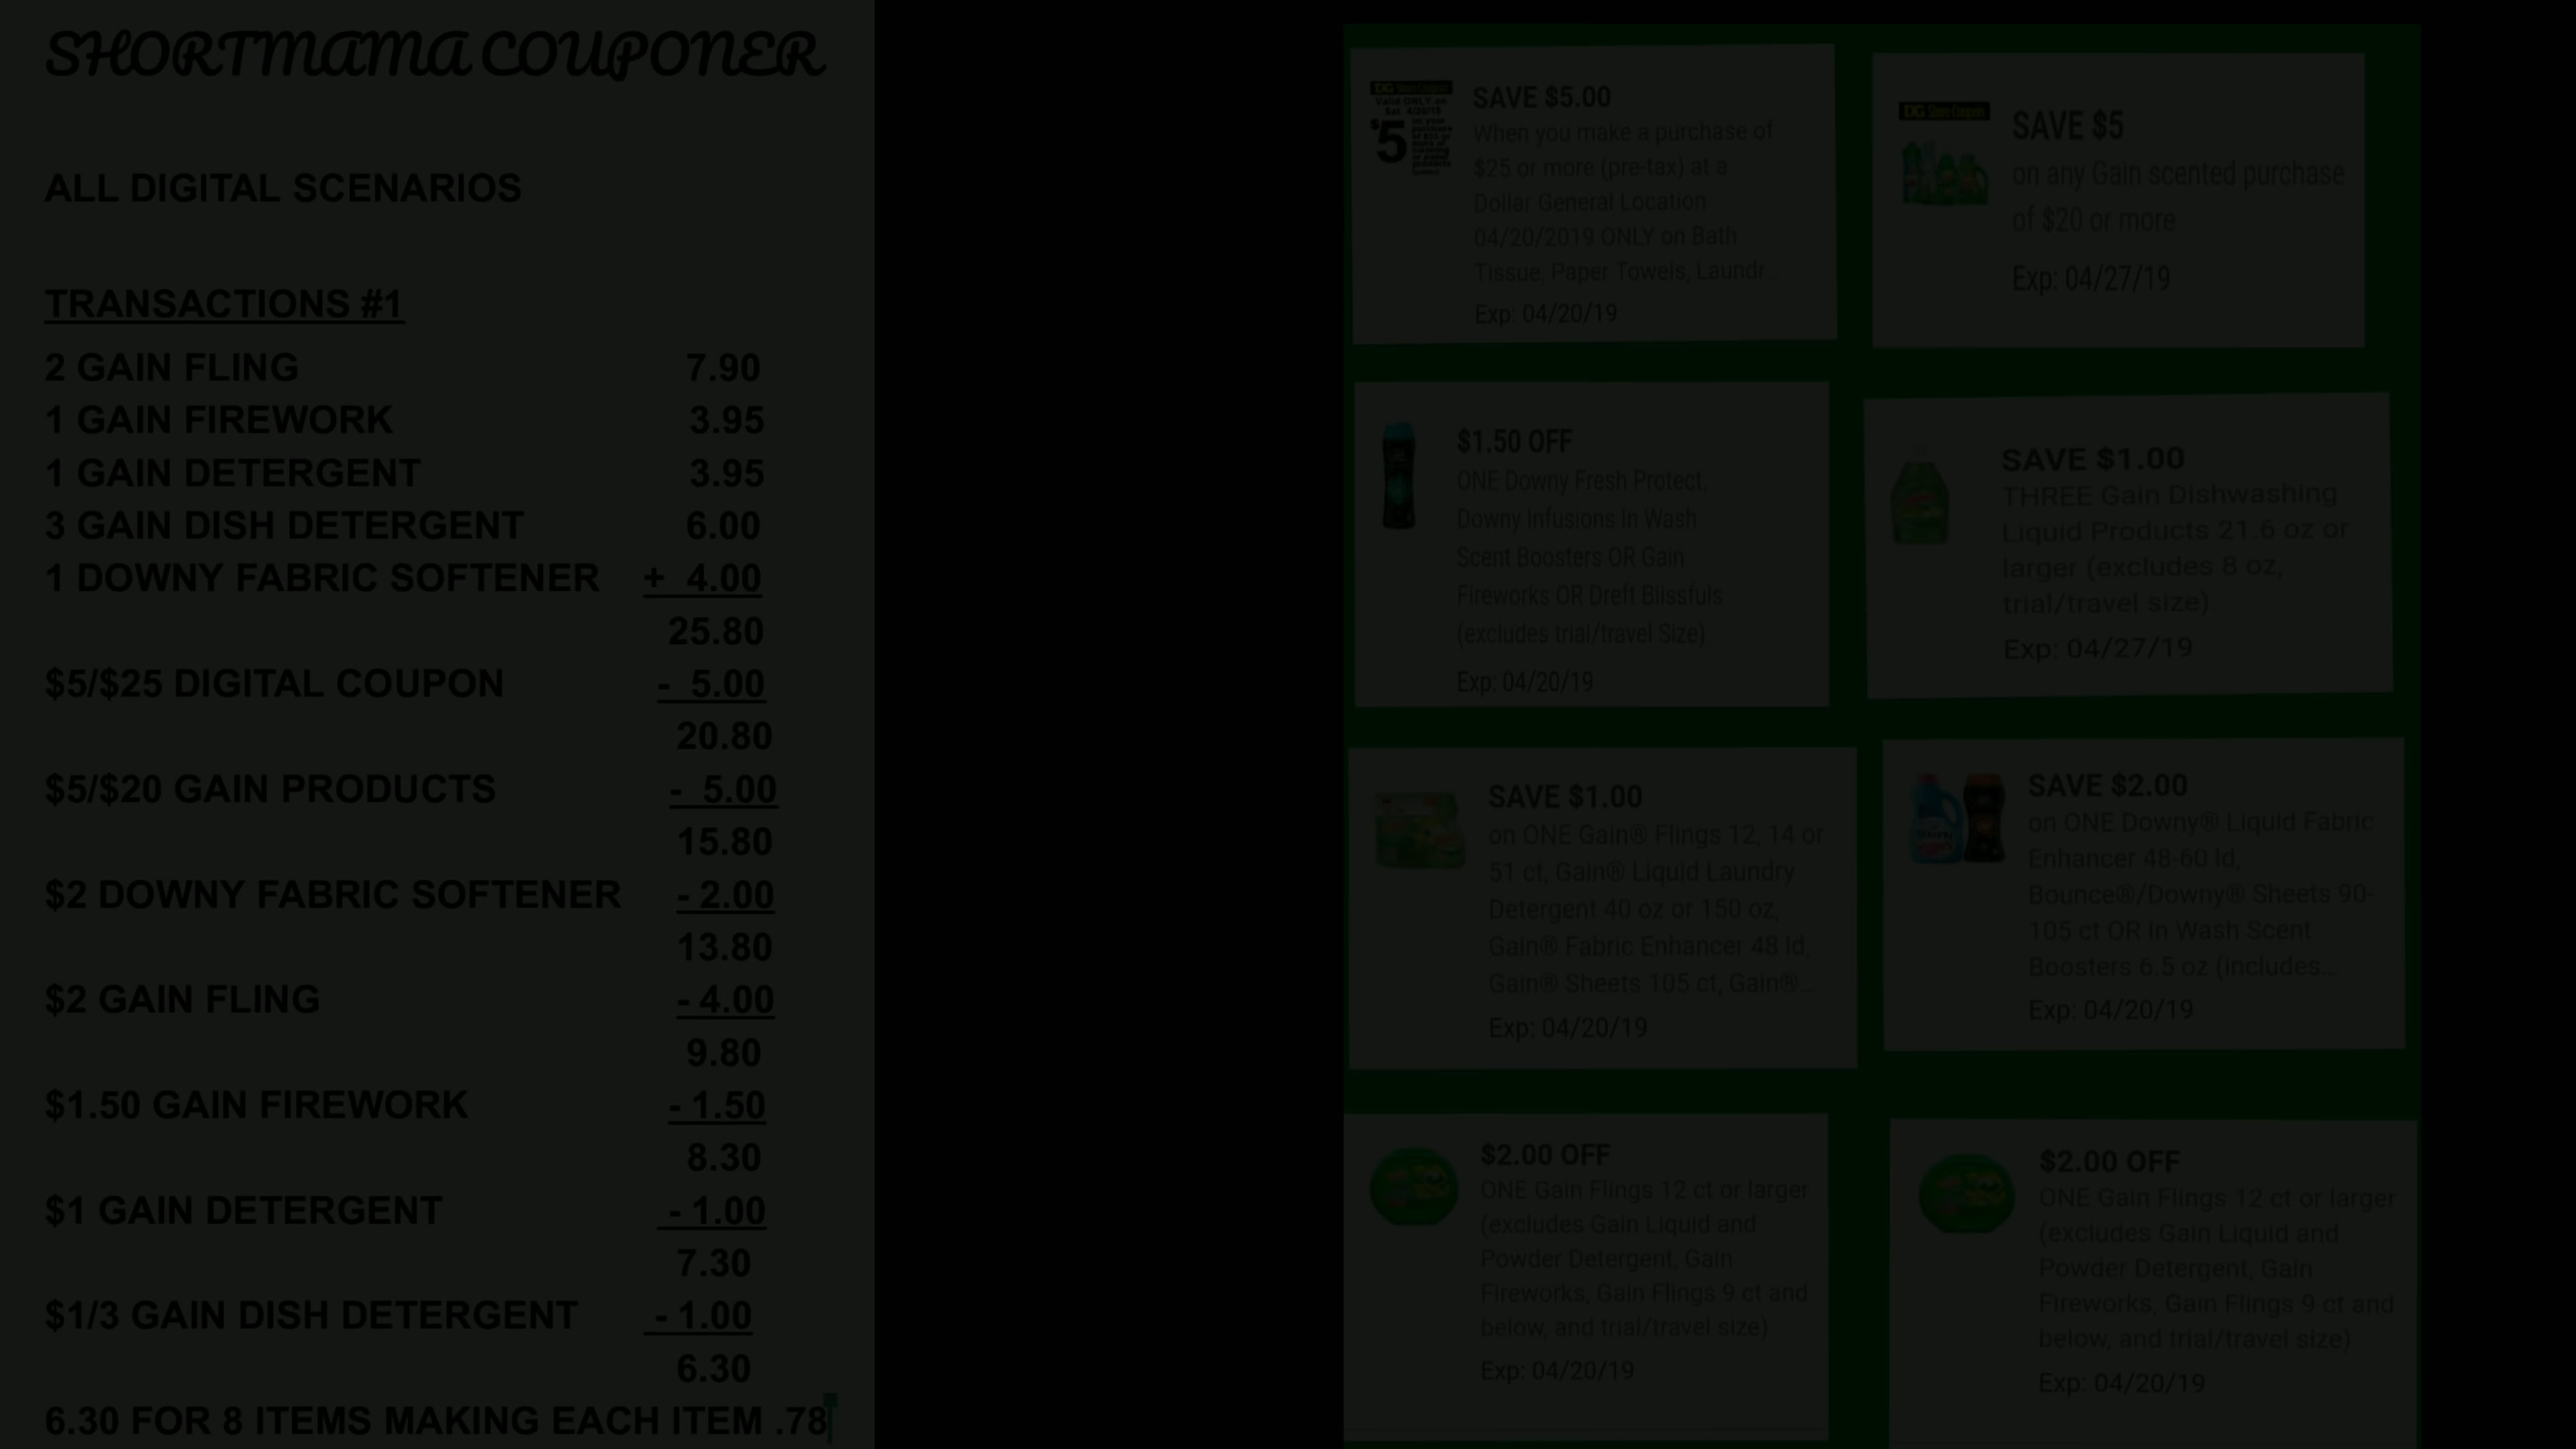 SHORTMAMA COUPONER
ALL DIGITAL SCENARIOS
TRANSACTIONS #1
2 GAIN FLING 7.90
1 GAIN FIREWORK 3.95
1 GAIN DETERGENT 3.95
3 GAIN DISH DETERGENT 6.00
1 DOWNY FABRIC SOFTENER + 4.00
25.80
$5/$25 DIGITAL COUPON - 5.00
20.80
$5/$20 GAIN PRODUCTS - 5.00
15.80
$2 DOWNY FABRIC SOFTENER - 2.00
13.80
$2 GAIN FLING - 4.00
9.80
$1.50 GAIN FIREWORK - 1.50
8.30
$1 GAIN DETERGENT - 1.00
7.30
$1/3 GAIN DISH DETERGENT - 1.00
6.30
6.30 FOR 8 ITEMS MAKING EACH ITEM .78
DG Store Coupon
Valid ONLY on
Sat. 4/20/19
$5
SAVE $5.00
When you make a purchase of
$25 or more (pre-tax) at a
Dollar General Location
04/20/2019 ONLY on Bath
Tissue, Paper Towels, Laundr...
Exp: 04/20/19
DG Store Coupon
SAVE $5
on any Gain scented purchase
of $20 or more
Exp: 04/27/19
$1.50 OFF
ONE Downy Fresh Protect,
Downy Infusions In Wash
Scent Boosters OR Gain
Fireworks OR Dreft Blissfuls
(excludes trial/travel Size)
Exp: 04/20/19
SAVE $1.00
THREE Gain Dishwashing
Liquid Products 21.6 oz or
larger (excludes 8 oz,
trial/travel size)
Exp: 04/27/19
SAVE $1.00
on ONE Gain® Flings 12, 14 or
51 ct, Gain® Liquid Laundry
Detergent 40 oz or 150 oz,
Gain® Fabric Enhancer 48 ld,
Gain® Sheets 105 ct, Gain®...
Exp: 04/20/19
SAVE $2.00
on ONE Downy® Liquid Fabric
Enhancer 48-60 ld,
Bounce®/Downy® Sheets 90-
105 ct OR In Wash Scent
Boosters 6.5 oz (includes...
Exp: 04/20/19
$2.00 OFF
ONE Gain Flings 12 ct or larger
(excludes Gain Liquid and
Powder Detergent, Gain
Fireworks, Gain Flings 9 ct and
below, and trial/travel size)
Exp: 04/20/19
$2.00 OFF
ONE Gain Flings 12 ct or larger
(excludes Gain Liquid and
Powder Detergent, Gain
Fireworks, Gain Flings 9 ct and
below, and trial/travel size)
Exp: 04/20/19